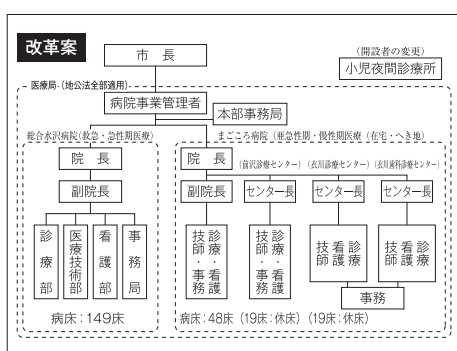 改革案
市長
(開設者の変更)
小児夜間診療所
医療局（地公法全部適用）
病院事業管理者
本部事務局
総合水沢病院(救急・急性期医療)
まごころ病院（亜急性期・慢性期医療（在宅・へき地）
院長
院長
(前沢診療センター)
(衣川診療センター)
(衣川歯科診療センター)
副院長
副院長
センター長
センター長
センター長
診療部
医療技術部
看護部
事務局
診療・看護
技師・事務
診療・看護
技師・事務
診療
看護
技師
診療
看護
技師
事務
病床：149床
病床：48床（19床：休床）（19床：休床）